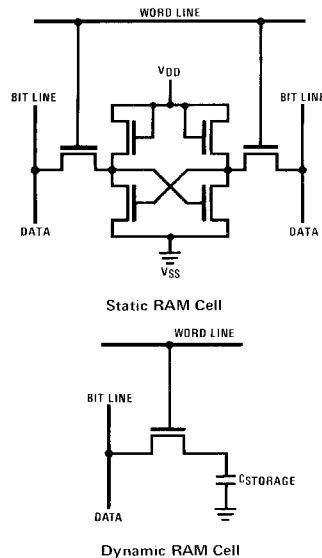 WORD LINE
VDD
BIT LINE
BIT LINE
DATA
DATA
VSS
Static RAM Cell
WORD LINE
BIT LINE
CSTORAGE
DATA
Dynamic RAM Cell